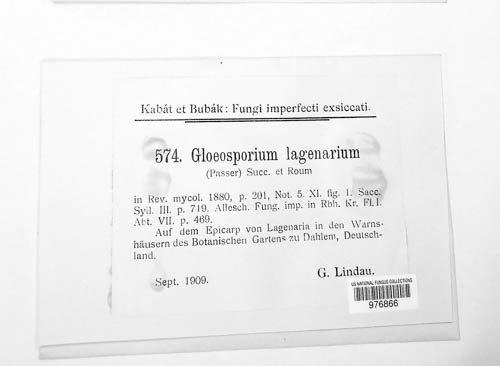 Kabát et Bubák: Fungi imperfecti exsiccati.
574. Gloeosporium lagenarium
(Passer) Succ. et Roum
in Rev. mycol. 1880, p. 201, Not. 5. XI. fig. 1. Sacc.
Syll. III. p. 719. Allesch. Fung. imp. in Rbh. Kr. Fl. I.
Abt. VII. p. 469.
Auf dem Epicarp von Lagenaria in den Warns-
häusern des Botanischen Gartens zu Dahlem, Deutsch-
land.
Sept. 1909.
G. Lindau.
US NATIONAL FUNGUS COLLECTIONS
976866